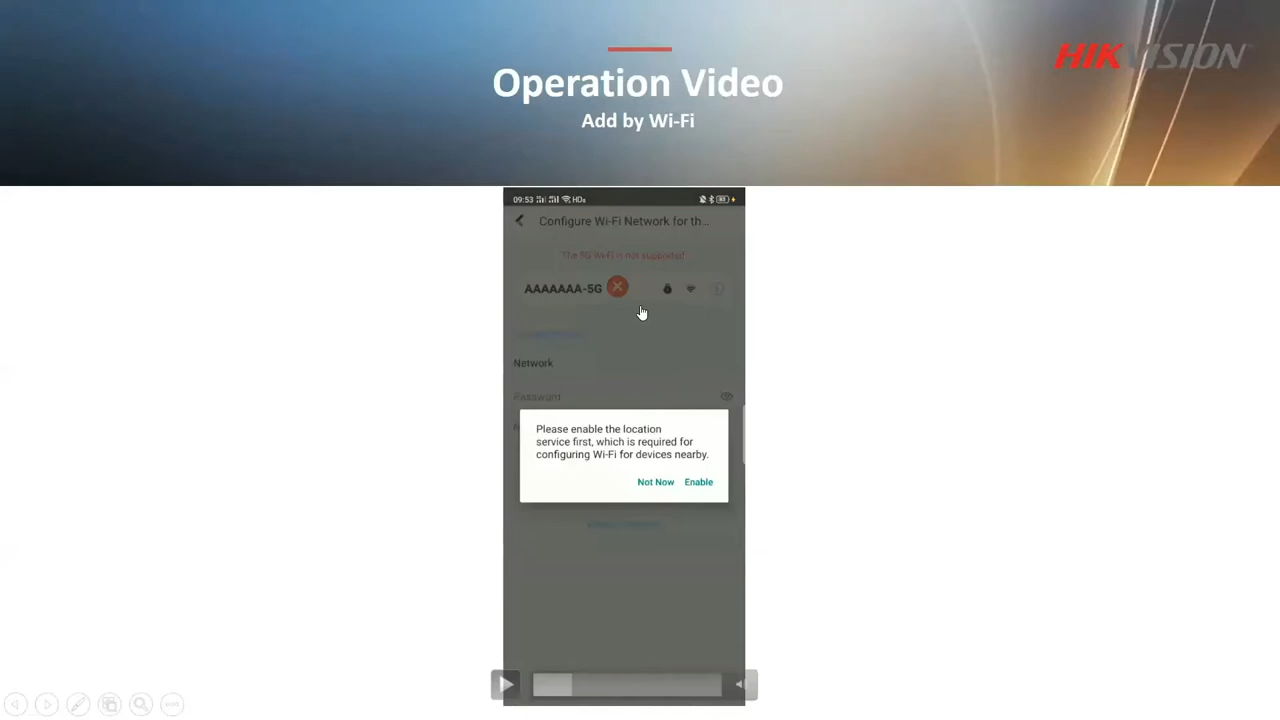 HIKVISION
Operation Video
Add by Wi-Fi
09:53
Configure Wi-Fi Network for th...
The 5G Wi-Fi is not supported
AAAAAAA-5G
Network
Password
Please enable the location
service first, which is required for
configuring Wi-Fi for devices nearby.
Not Now Enable